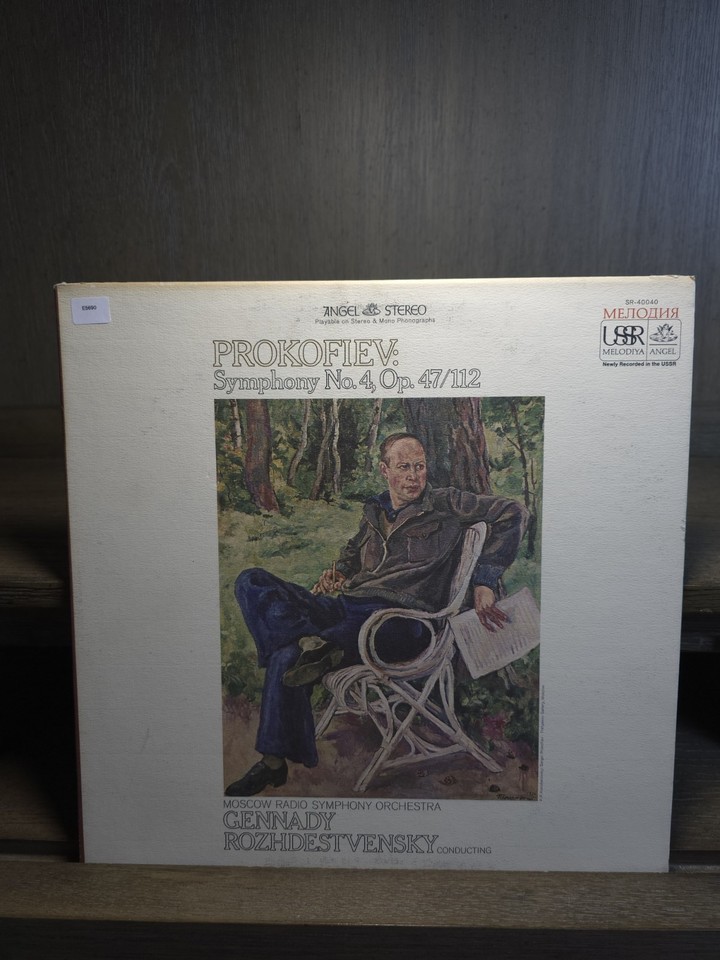 ANGEL STEREO
Playable on Stereo & Mono Phonographs
SR-40040
МЕЛОДИЯ
USSR
MELODIYA ANGEL
Newly Recorded in the USSR
PROKOFIEV:
Symphony No. 4, Op. 47/112
MOSCOW RADIO SYMPHONY ORCHESTRA
GENNADY
ROZHDESTVENSKY CONDUCTING